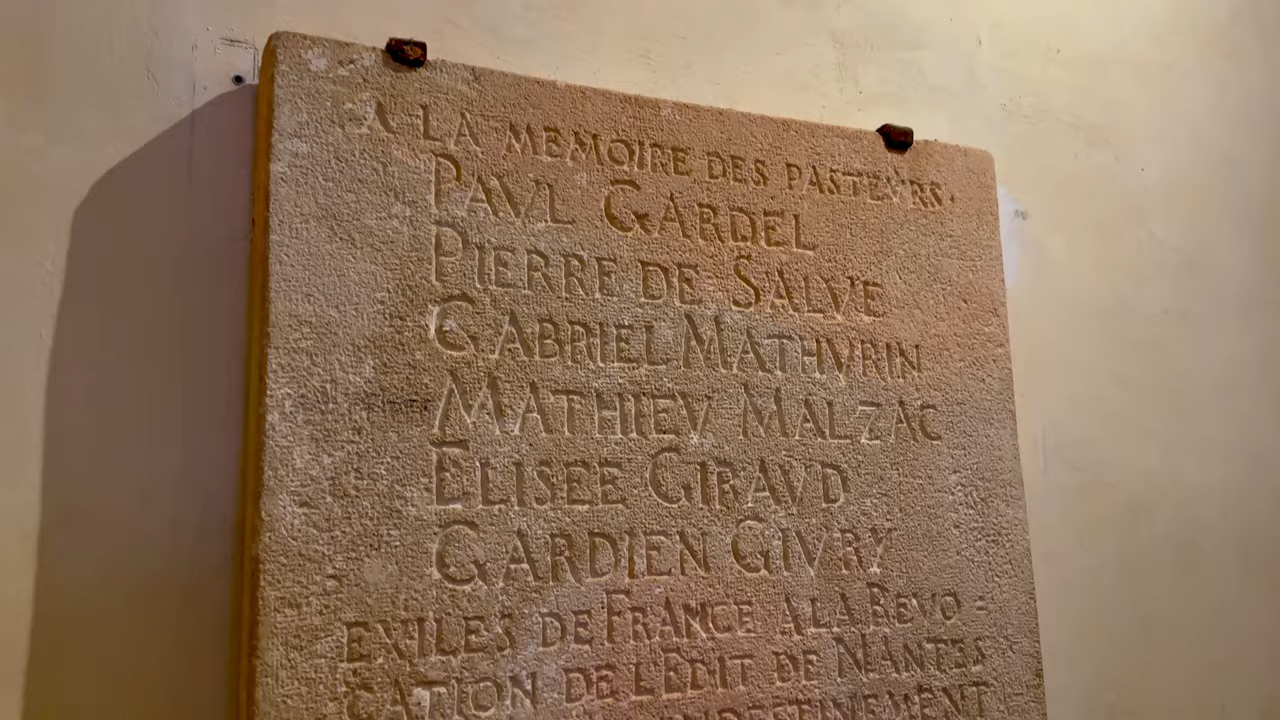 A LA MEMOIRE DES PASTEVRS·
PAVL GARDEL
PIERRE DE SALVE
GABRIEL MATHVRIN
MATHIEV MALZAC
ELISEE GIRAVD
GARDIEN GIVRY
EXILES DE FRANCE A LA REVO=
CATION DE L'EDIT DE NANTES